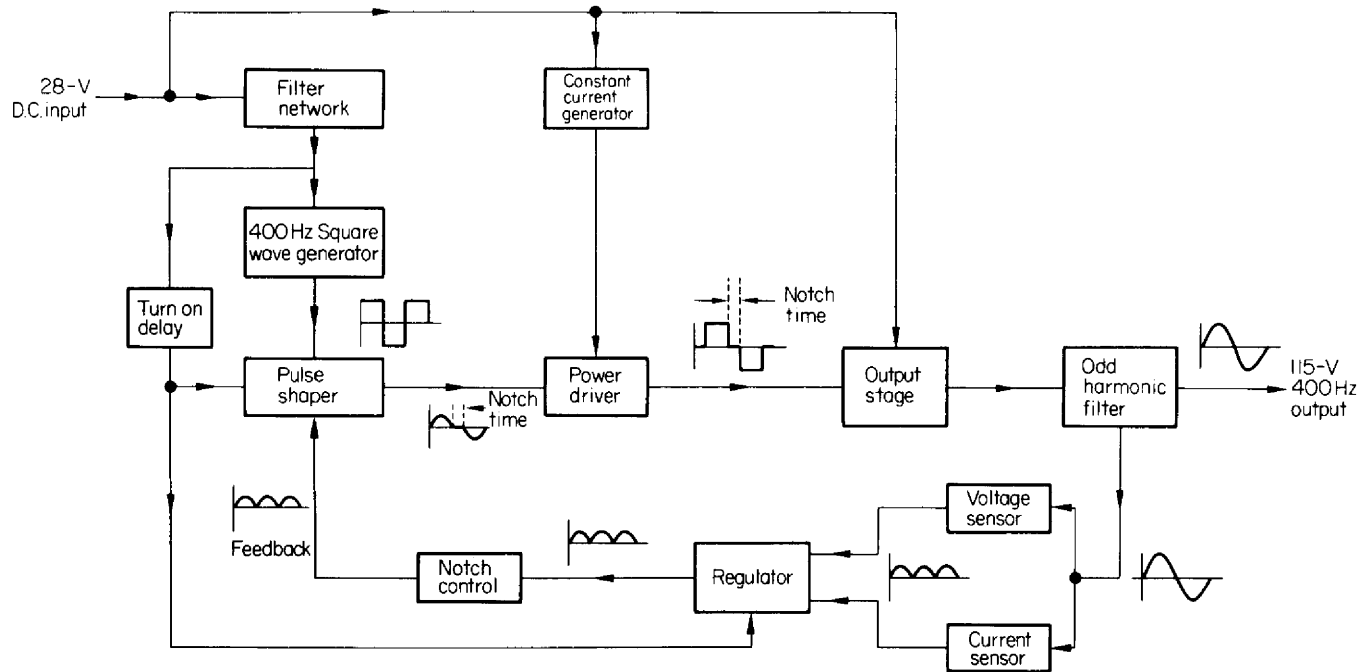 28-V
D.C. input
Filter
network
Constant
current
generator
400 Hz Square
wave generator
Turn on
delay
Notch
time
Pulse
shaper
Notch
time
Power
driver
Output
stage
Odd
harmonic
filter
115-V
400 Hz
output
Feedback
Notch
control
Regulator
Voltage
sensor
Current
sensor